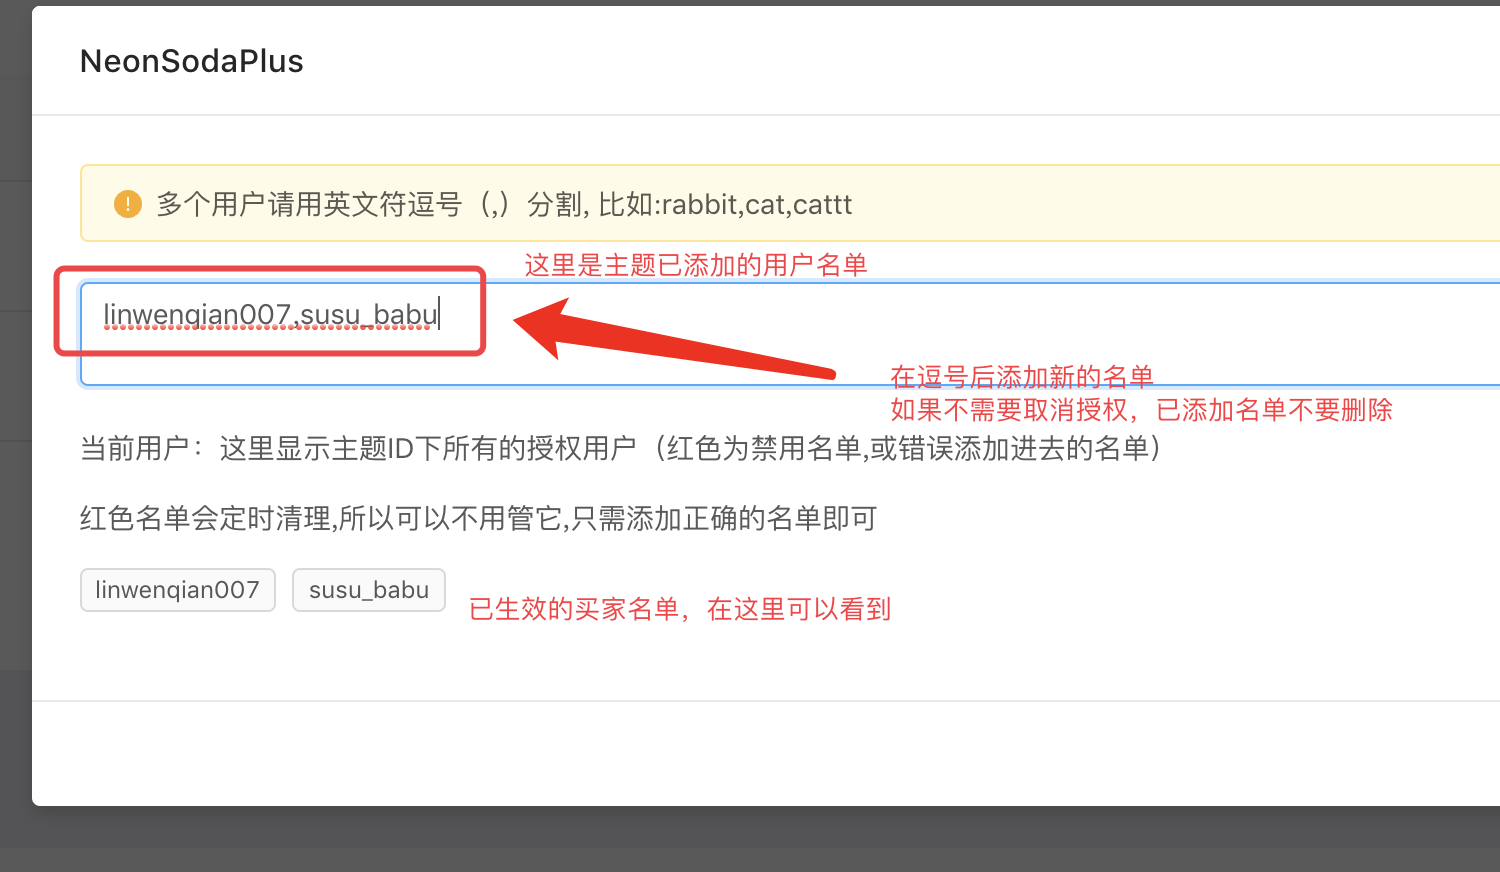 NeonSodaPlus
多个用户请用英文符逗号（,）分割, 比如:rabbit,cat,cattt
这里是主题已添加的用户名单
linwenqian007,susu_babu
在逗号后添加新的名单
如果不需要取消授权，已添加名单不要删除
当前用户：这里显示主题ID下所有的授权用户（红色为禁用名单,或错误添加进去的名单）
红色名单会定时清理,所以可以不用管它,只需添加正确的名单即可
linwenqian007 susu_babu
已生效的买家名单，在这里可以看到